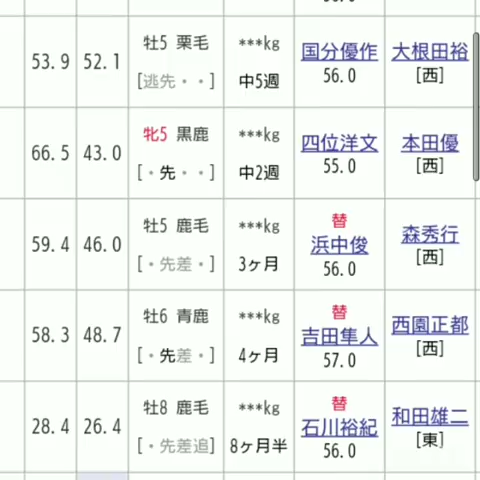 53.9 52.1 牡5 栗毛 ***kg 国分優作 大根田裕
[逃先・・] 中5週 56.0 [西]
66.5 43.0 牝5 黒鹿 ***kg 四位洋文 本田優
[・先・・] 中2週 55.0 [西]
替
59.4 46.0 牡5 鹿毛 ***kg 浜中俊 森秀行
[・先差・] 3ヶ月 56.0 [西]
替
58.3 48.7 牡6 青鹿 ***kg 吉田隼人 西園正都
[・先差・] 4ヶ月 57.0 [西]
替
28.4 26.4 牡8 鹿毛 ***kg 石川裕紀 和田雄二
[・先差追] 8ヶ月半 56.0 [東]